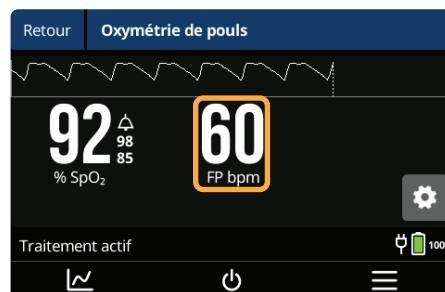 Retour Oxymétrie de pouls
92 98 60
85
% SpO₂ FP bpm
Traitement actif 100